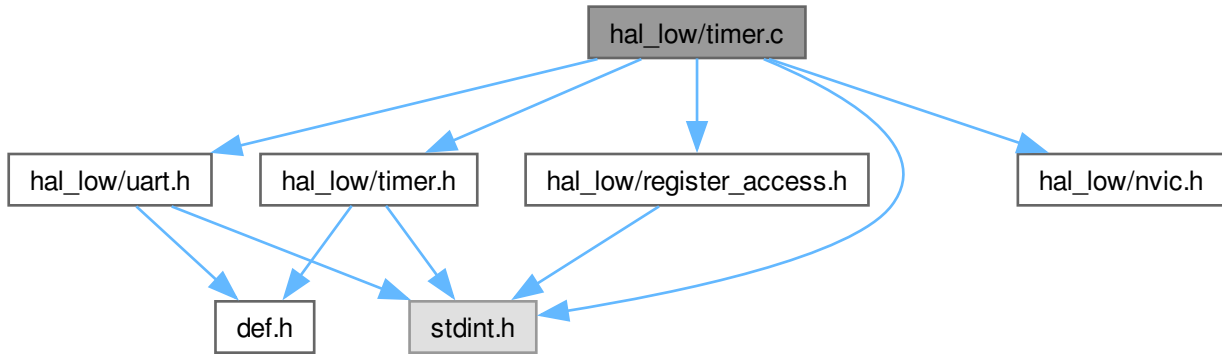 hal_low/timer.c
hal_low/uart.h
hal_low/timer.h
hal_low/register_access.h
hal_low/nvic.h
def.h
stdint.h